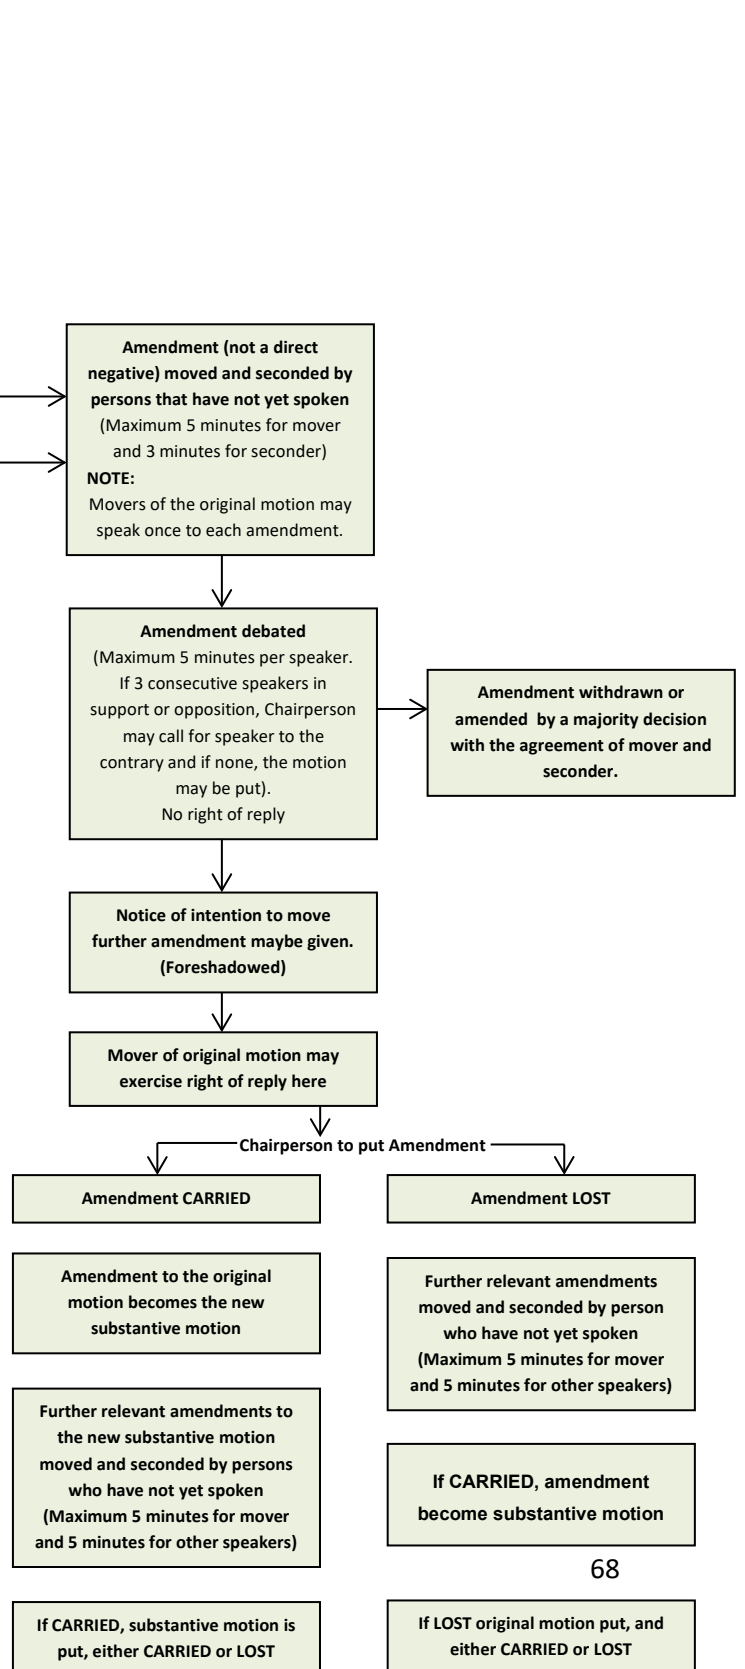 Amendment (not a direct
negative) moved and seconded by
persons that have not yet spoken
(Maximum 5 minutes for mover
and 3 minutes for seconder)
NOTE:
Movers of the original motion may
speak once to each amendment.
Amendment debated
(Maximum 5 minutes per speaker.
If 3 consecutive speakers in
support or opposition, Chairperson
may call for speaker to the
contrary and if none, the motion
may be put).
No right of reply
Amendment withdrawn or
amended by a majority decision
with the agreement of mover and
seconder.
Notice of intention to move
further amendment maybe given.
(Foreshadowed)
Mover of original motion may
exercise right of reply here
Chairperson to put Amendment
Amendment CARRIED
Amendment to the original
motion becomes the new
substantive motion
Further relevant amendments to
the new substantive motion
moved and seconded by persons
who have not yet spoken
(Maximum 5 minutes for mover
and 5 minutes for other speakers)
If CARRIED, substantive motion is
put, either CARRIED or LOST
Amendment LOST
Further relevant amendments
moved and seconded by person
who have not yet spoken
(Maximum 5 minutes for mover
and 5 minutes for other speakers)
If CARRIED, amendment
become substantive motion
68
If LOST original motion put, and
either CARRIED or LOST